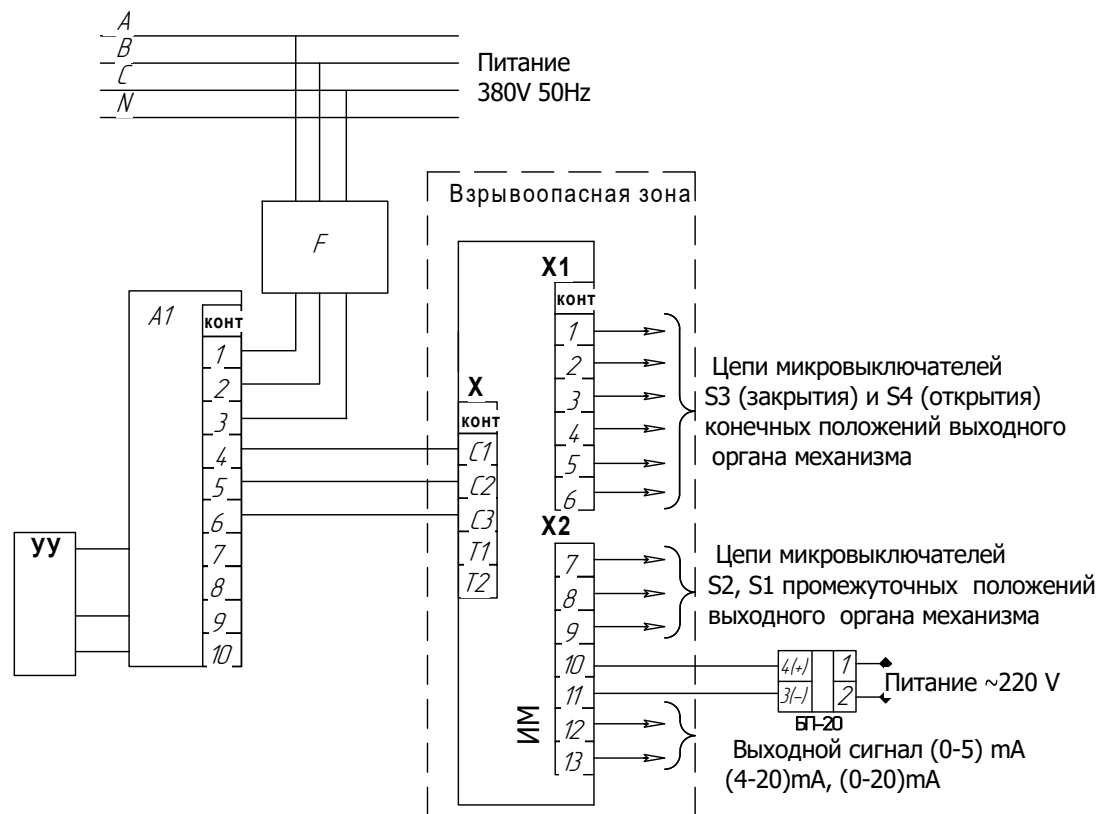 A
B
C
N
Питание
380V 50Hz
Взрывоопасная зона
F
A1
конт
1
2
3
4
5
6
7
8
9
10
УУ
X
конт
C1
C2
C3
T1
T2
X1
конт
1
2
3
4
5
6
Цепи микровыключателей
S3 (закрытия) и S4 (открытия)
конечных положений выходного
органа механизма
X2
7
8
9
10
11
12
13
ИМ
Цепи микровыключателей
S2, S1 промежуточных положений
выходного органа механизма
4(+) 1
3(–) 2
БП-20
Питание ~220 V
Выходной сигнал (0-5) mA
(4-20)mA, (0-20)mA